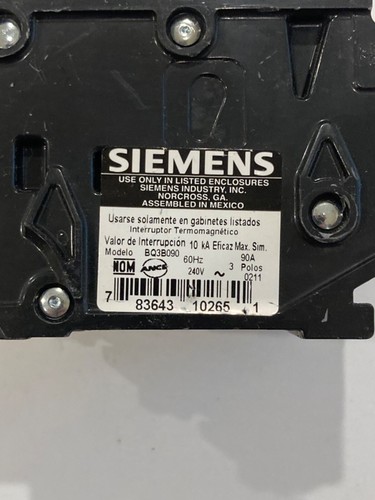 SIEMENS
USE ONLY IN LISTED ENCLOSURES
SIEMENS INDUSTRY, INC.
NORCROSS, GA.
ASSEMBLED IN MEXICO
Usarse solamente en gabinetes listados
Interruptor Termomagnético
Valor de Interrupción 10 kA Eficaz Max. Sim.
Modelo BQ3B090 60Hz 90A
NOM ANCE 240V ~ 3 Polos
0211
7 83643 10265 1